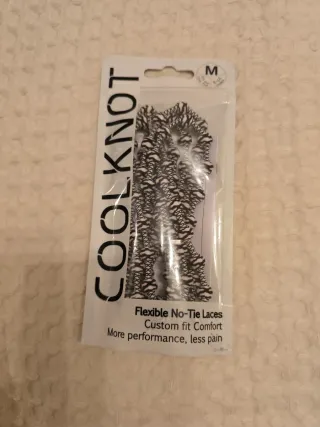 M
COOLKNOT
Flexible No-Tie Laces
Custom fit Comfort
More performance, less pain